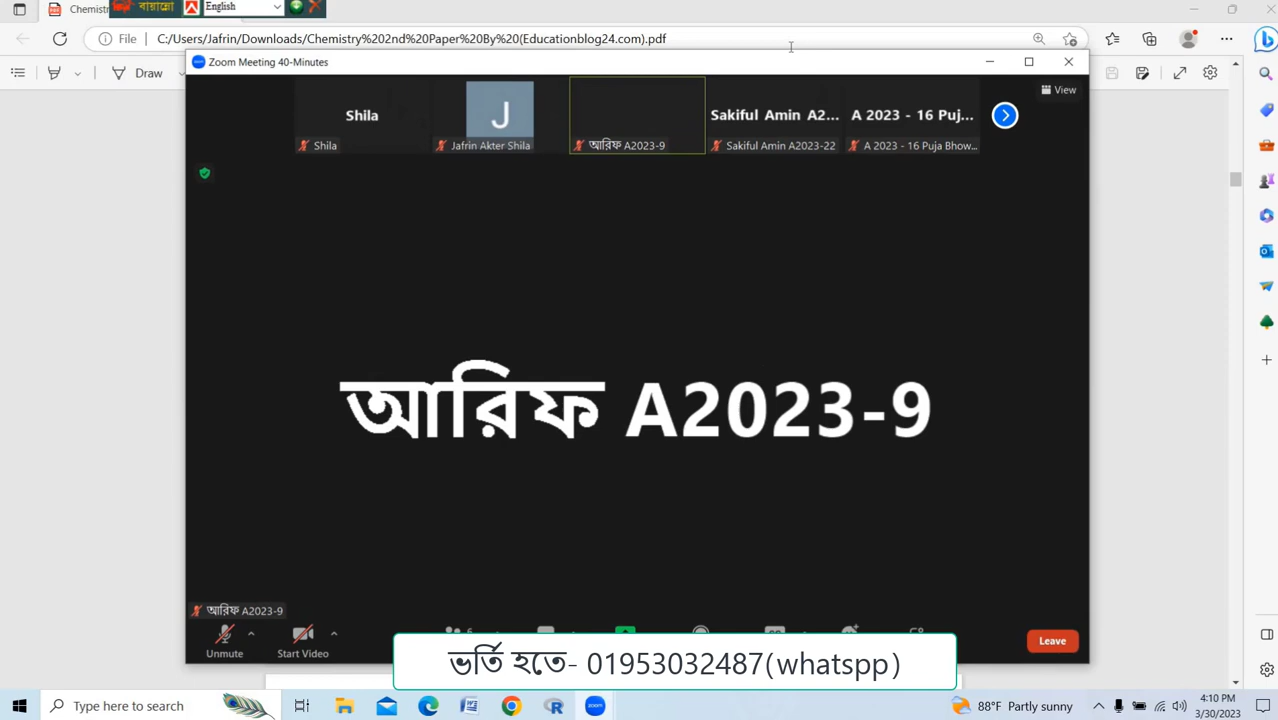 Chemistr
বায়ান্নো
English
File
C:/Users/Jafrin/Downloads/Chemistry%202nd%20Paper%20By%20(Educationblog24.com).pdf
Draw
Zoom Meeting 40-Minutes
View
Shila
J
Sakiful Amin A2...
A 2023 - 16 Puj...
Shila
Jafrin Akter Shila
আরিফ A2023-9
Sakiful Amin A2023-22
A 2023 - 16 Puja Bhow...
আরিফ A2023-9
আরিফ A2023-9
Unmute
Start Video
Leave
ভর্তি হতে- 01953032487(whatspp)
Type here to search
88°F Partly sunny
4:10 PM
3/30/2023